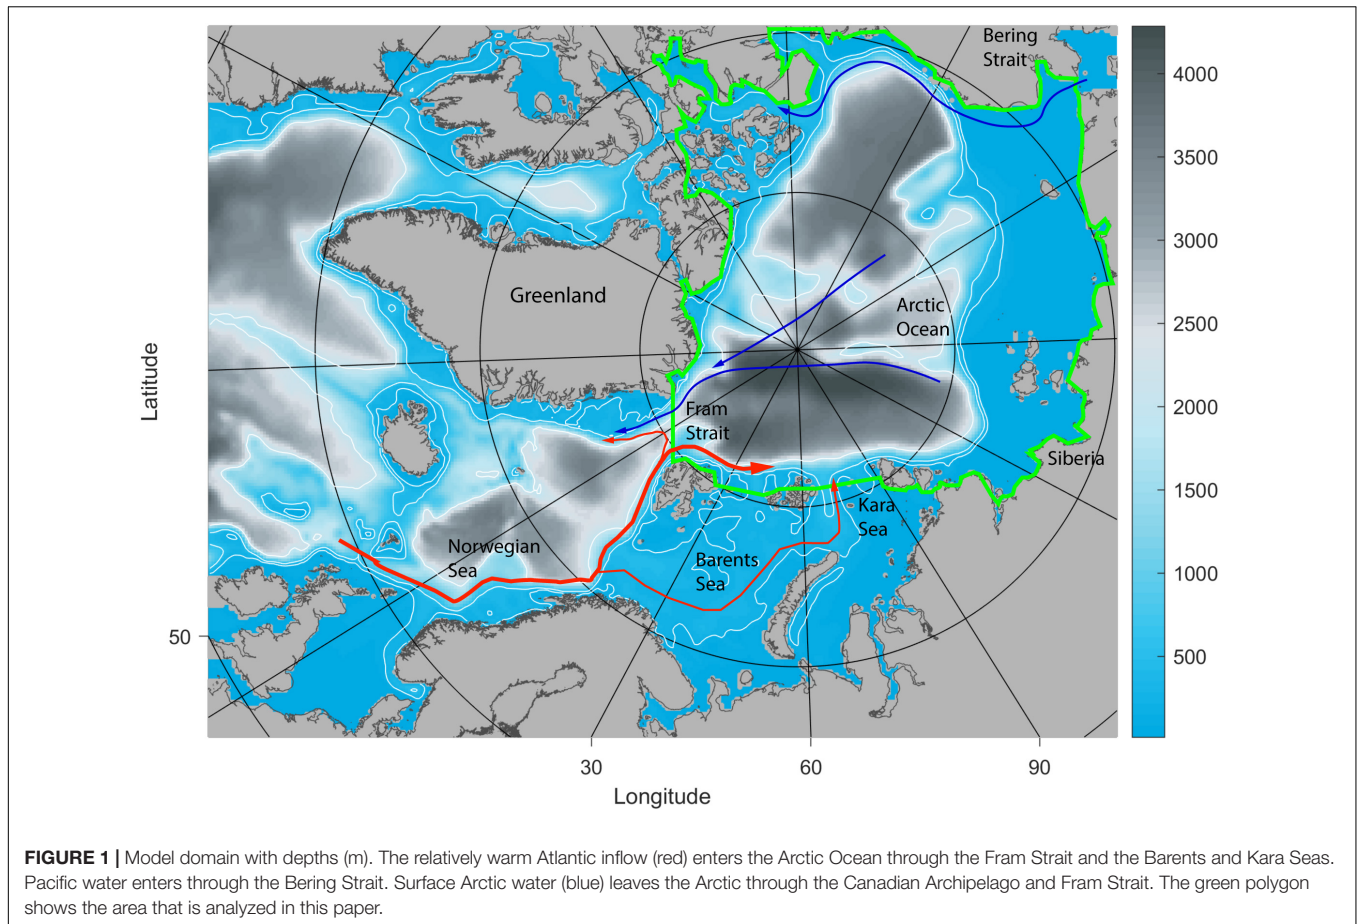 Bering
Strait
4000
3500
3000
2500
2000
1500
1000
500
Greenland
Arctic
Ocean
Latitude
Fram
Strait
Siberia
Kara
Sea
Norwegian
Sea
Barents
Sea
50
30
60
90
Longitude
FIGURE 1 | Model domain with depths (m). The relatively warm Atlantic inflow (red) enters the Arctic Ocean through the Fram Strait and the Barents and Kara Seas.
Pacific water enters through the Bering Strait. Surface Arctic water (blue) leaves the Arctic through the Canadian Archipelago and Fram Strait. The green polygon
shows the area that is analyzed in this paper.